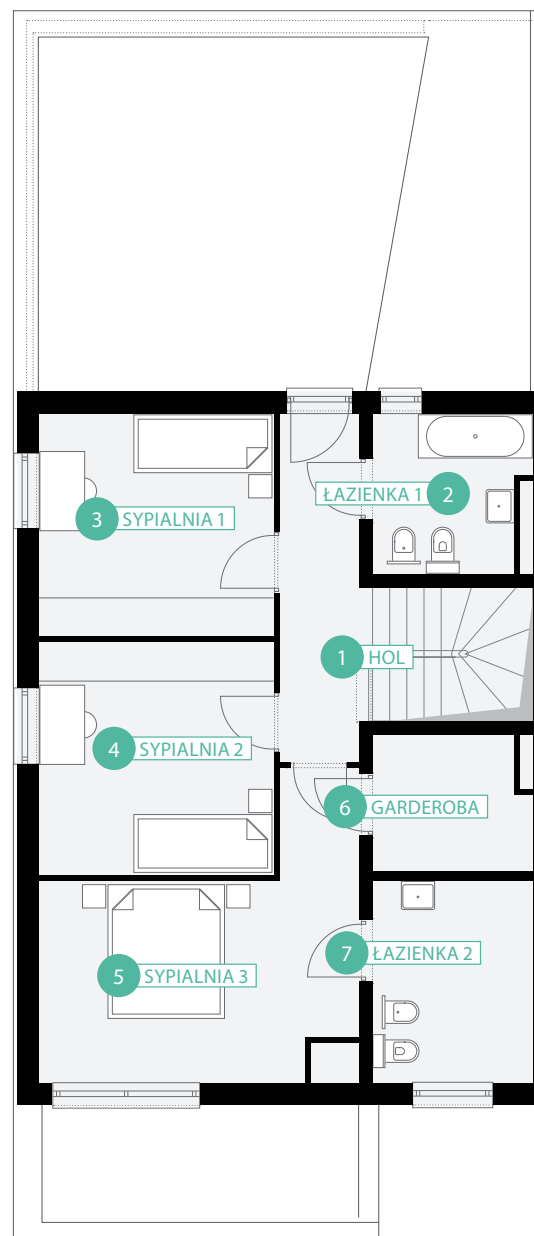 ŁAZIENKA 1 2
3 SYPIALNIA 1
1 HOL
4 SYPIALNIA 2
6 GARDEROBA
7 ŁAZIENKA 2
5 SYPIALNIA 3